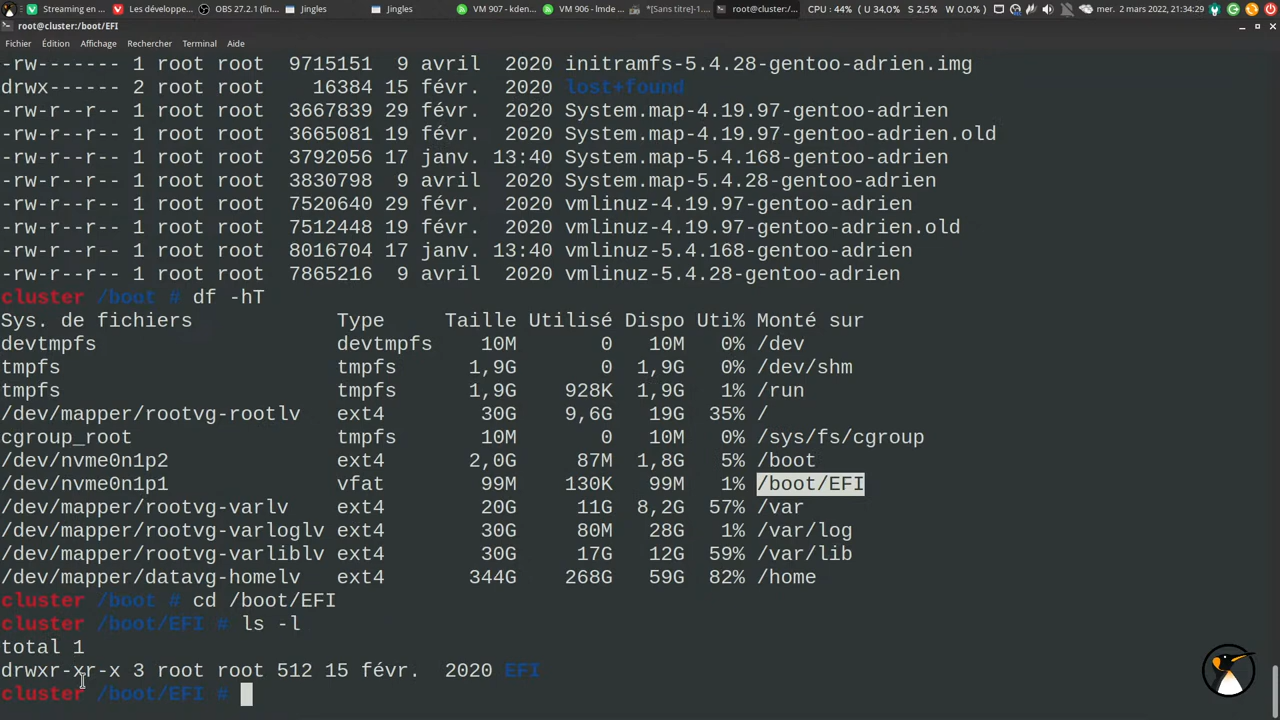 Streaming en d... Les développe... OBS 27.2.1 (lin... Jingles Jingles VM 907 - kden... VM 906 - lmde ... *[Sans titre]-1.... root@cluster:/... CPU : 44% [ U 34,0% S 2,5% W 0,0% ] mer. 2 mars 2022, 21:34:29
root@cluster:/boot/EFI
Fichier Édition Affichage Rechercher Terminal Aide
-rw------- 1 root root 9715151 9 avril 2020 initramfs-5.4.28-gentoo-adrien.img
drwx------ 2 root root 16384 15 févr. 2020 lost+found
-rw-r--r-- 1 root root 3667839 29 févr. 2020 System.map-4.19.97-gentoo-adrien
-rw-r--r-- 1 root root 3665081 19 févr. 2020 System.map-4.19.97-gentoo-adrien.old
-rw-r--r-- 1 root root 3792056 17 janv. 13:40 System.map-5.4.168-gentoo-adrien
-rw-r--r-- 1 root root 3830798 9 avril 2020 System.map-5.4.28-gentoo-adrien
-rw-r--r-- 1 root root 7520640 29 févr. 2020 vmlinuz-4.19.97-gentoo-adrien
-rw-r--r-- 1 root root 7512448 19 févr. 2020 vmlinuz-4.19.97-gentoo-adrien.old
-rw-r--r-- 1 root root 8016704 17 janv. 13:40 vmlinuz-5.4.168-gentoo-adrien
-rw-r--r-- 1 root root 7865216 9 avril 2020 vmlinuz-5.4.28-gentoo-adrien
cluster /boot # df -hT
Sys. de fichiers Type Taille Utilisé Dispo Uti% Monté sur
devtmpfs devtmpfs 10M 0 10M 0% /dev
tmpfs tmpfs 1,9G 0 1,9G 0% /dev/shm
tmpfs tmpfs 1,9G 928K 1,9G 1% /run
/dev/mapper/rootvg-rootlv ext4 30G 9,6G 19G 35% /
cgroup_root tmpfs 10M 0 10M 0% /sys/fs/cgroup
/dev/nvme0n1p2 ext4 2,0G 87M 1,8G 5% /boot
/dev/nvme0n1p1 vfat 99M 130K 99M 1% /boot/EFI
/dev/mapper/rootvg-varlv ext4 20G 11G 8,2G 57% /var
/dev/mapper/rootvg-varloglv ext4 30G 80M 28G 1% /var/log
/dev/mapper/rootvg-varliblv ext4 30G 17G 12G 59% /var/lib
/dev/mapper/datavg-homelv ext4 344G 268G 59G 82% /home
cluster /boot # cd /boot/EFI
cluster /boot/EFI # ls -l
total 1
drwxr-xr-x 3 root root 512 15 févr. 2020 EFI
cluster /boot/EFI #